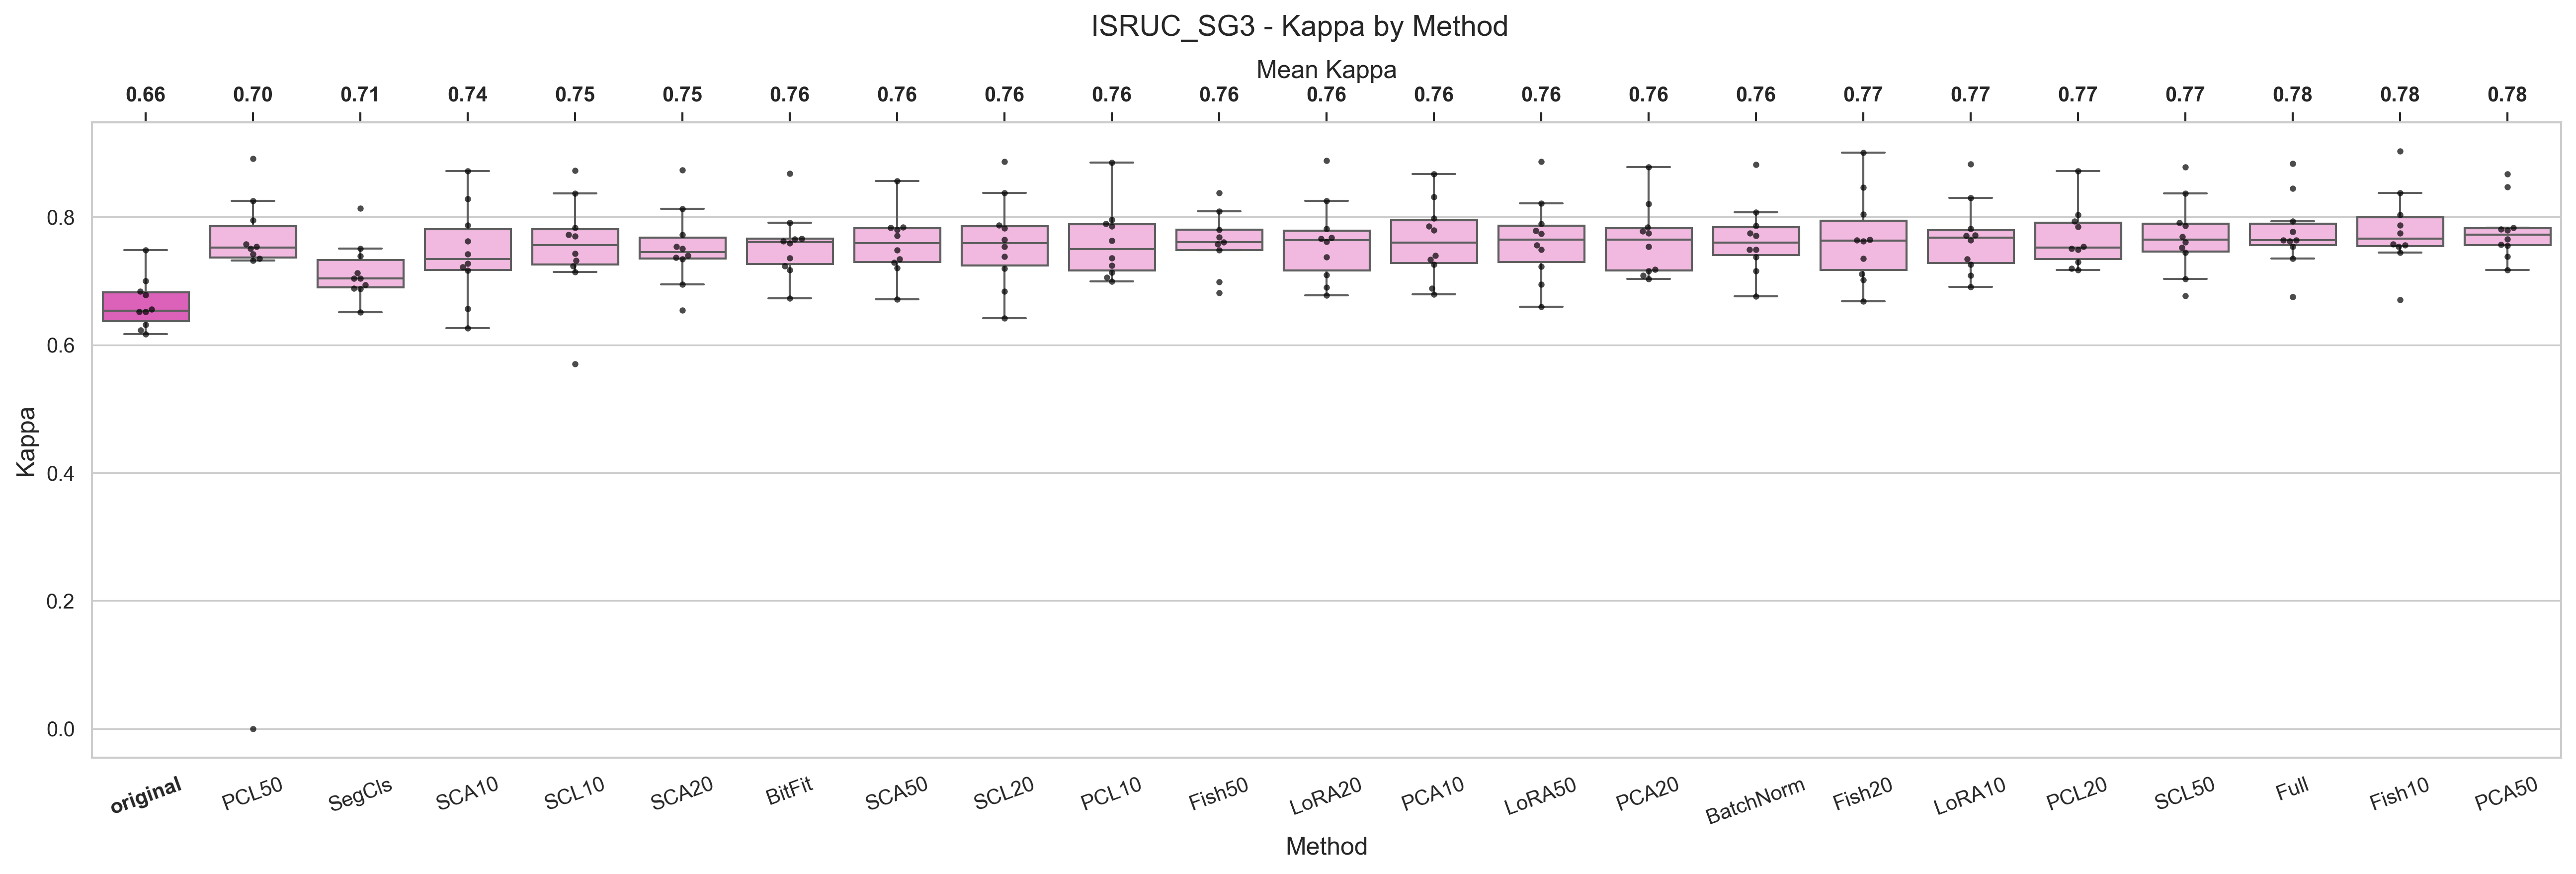 ISRUC_SG3 - Kappa by Method
Mean Kappa
0.66 0.70 0.71 0.74 0.75 0.75 0.76 0.76 0.76 0.76 0.76 0.76 0.76 0.76 0.76 0.76 0.77 0.77 0.77 0.77 0.78 0.78 0.78
Kappa
0.8
0.6
0.4
0.2
0.0
original PCL50 SegCls SCA10 SCL10 SCA20 BitFit SCA50 SCL20 PCL10 Fish50 LoRA20 PCA10 LoRA50 PCA20 BatchNorm Fish20 LoRA10 PCL20 SCL50 Full Fish10 PCA50
Method